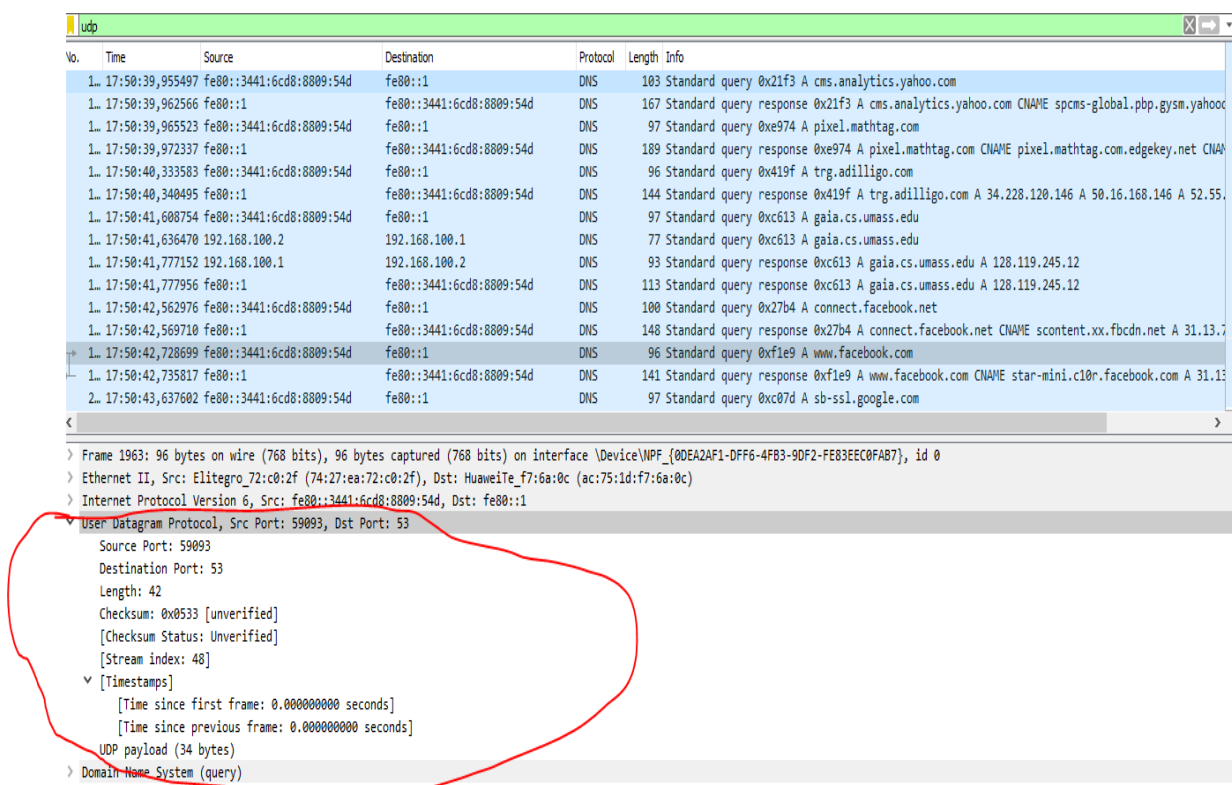 udp
No. Time Source Destination Protocol Length Info
1... 17:50:39,955497 fe80::3441:6cd8:8809:54d fe80::1 DNS 103 Standard query 0x21f3 A cms.analytics.yahoo.com
1... 17:50:39,962566 fe80::1 fe80::3441:6cd8:8809:54d DNS 167 Standard query response 0x21f3 A cms.analytics.yahoo.com CNAME spcms-global.pbp.gysm.yahoo
1... 17:50:39,965523 fe80::3441:6cd8:8809:54d fe80::1 DNS 97 Standard query 0xe974 A pixel.mathtag.com
1... 17:50:39,972337 fe80::1 fe80::3441:6cd8:8809:54d DNS 189 Standard query response 0xe974 A pixel.mathtag.com CNAME pixel.mathtag.com.edgekey.net CNAM
1... 17:50:40,333583 fe80::3441:6cd8:8809:54d fe80::1 DNS 96 Standard query 0x419f A trg.adilligo.com
1... 17:50:40,340495 fe80::1 fe80::3441:6cd8:8809:54d DNS 144 Standard query response 0x419f A trg.adilligo.com A 34.228.120.146 A 50.16.168.146 A 52.55.
1... 17:50:41,608754 fe80::3441:6cd8:8809:54d fe80::1 DNS 97 Standard query 0xc613 A gaia.cs.umass.edu
1... 17:50:41,636470 192.168.100.2 192.168.100.1 DNS 77 Standard query 0xc613 A gaia.cs.umass.edu
1... 17:50:41,777152 192.168.100.1 192.168.100.2 DNS 93 Standard query response 0xc613 A gaia.cs.umass.edu A 128.119.245.12
1... 17:50:41,777956 fe80::1 fe80::3441:6cd8:8809:54d DNS 113 Standard query response 0xc613 A gaia.cs.umass.edu A 128.119.245.12
1... 17:50:42,562976 fe80::3441:6cd8:8809:54d fe80::1 DNS 100 Standard query 0x27b4 A connect.facebook.net
1... 17:50:42,569710 fe80::1 fe80::3441:6cd8:8809:54d DNS 148 Standard query response 0x27b4 A connect.facebook.net CNAME scontent.xx.fbcdn.net A 31.13.7
1... 17:50:42,728699 fe80::3441:6cd8:8809:54d fe80::1 DNS 96 Standard query 0xf1e9 A www.facebook.com
1... 17:50:42,735817 fe80::1 fe80::3441:6cd8:8809:54d DNS 141 Standard query response 0xf1e9 A www.facebook.com CNAME star-mini.c10r.facebook.com A 31.13
2... 17:50:43,637602 fe80::3441:6cd8:8809:54d fe80::1 DNS 97 Standard query 0xc07d A sb-ssl.google.com
Frame 1963: 96 bytes on wire (768 bits), 96 bytes captured (768 bits) on interface \Device\NPF_{0DEA2AF1-DFF6-4FB3-9DF2-FE83EEC0FAB7}, id 0
Ethernet II, Src: Elitegro_72:c0:2f (74:27:ea:72:c0:2f), Dst: HuaweiTe_f7:6a:0c (ac:75:1d:f7:6a:0c)
Internet Protocol Version 6, Src: fe80::3441:6cd8:8809:54d, Dst: fe80::1
User Datagram Protocol, Src Port: 59093, Dst Port: 53
Source Port: 59093
Destination Port: 53
Length: 42
Checksum: 0x0533 [unverified]
[Checksum Status: Unverified]
[Stream index: 48]
[Timestamps]
[Time since first frame: 0.000000000 seconds]
[Time since previous frame: 0.000000000 seconds]
UDP payload (34 bytes)
Domain Name System (query)